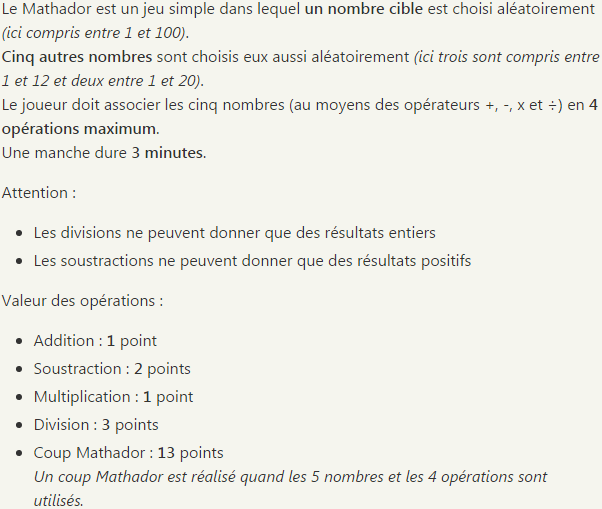 Le Mathador est un jeu simple dans lequel un nombre cible est choisi aléatoirement
(ici compris entre 1 et 100).
Cinq autres nombres sont choisis eux aussi aléatoirement (ici trois sont compris entre
1 et 12 et deux entre 1 et 20).
Le joueur doit associer les cinq nombres (au moyens des opérateurs +, -, x et ÷) en 4
opérations maximum.
Une manche dure 3 minutes.
Attention :
• Les divisions ne peuvent donner que des résultats entiers
• Les soustractions ne peuvent donner que des résultats positifs
Valeur des opérations :
• Addition : 1 point
• Soustraction : 2 points
• Multiplication : 1 point
• Division : 3 points
• Coup Mathador : 13 points
Un coup Mathador est réalisé quand les 5 nombres et les 4 opérations sont
utilisés.